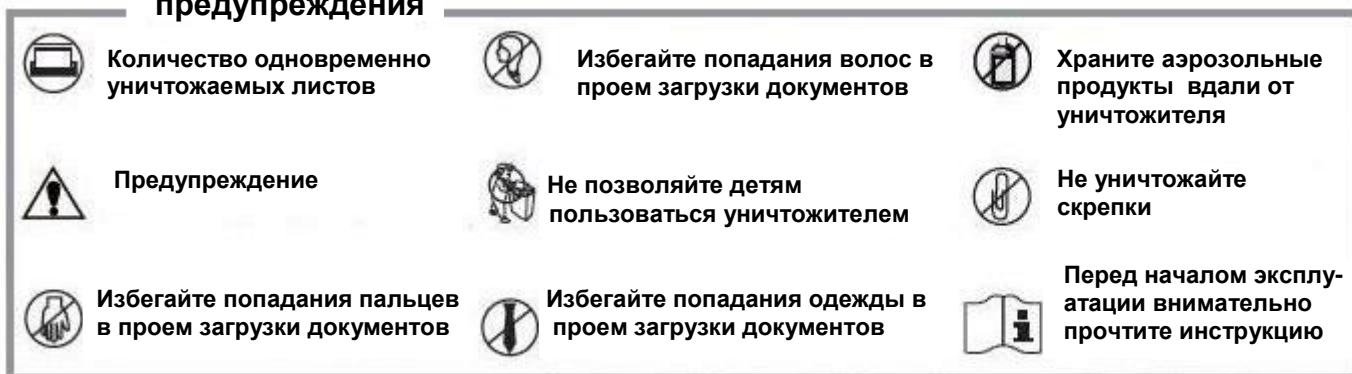 предупреждения
Количество одновременно
уничтожаемых листов
Избегайте попадания волос в
проем загрузки документов
Храните аэрозольные
продукты вдали от
уничтожителя
Предупреждение
Не позволяйте детям
пользоваться уничтожителем
Не уничтожайте
скрепки
Избегайте попадания пальцев
в проем загрузки документов
Избегайте попадания одежды в
проем загрузки документов
Перед началом эксплу-
атации внимательно
прочтите инструкцию